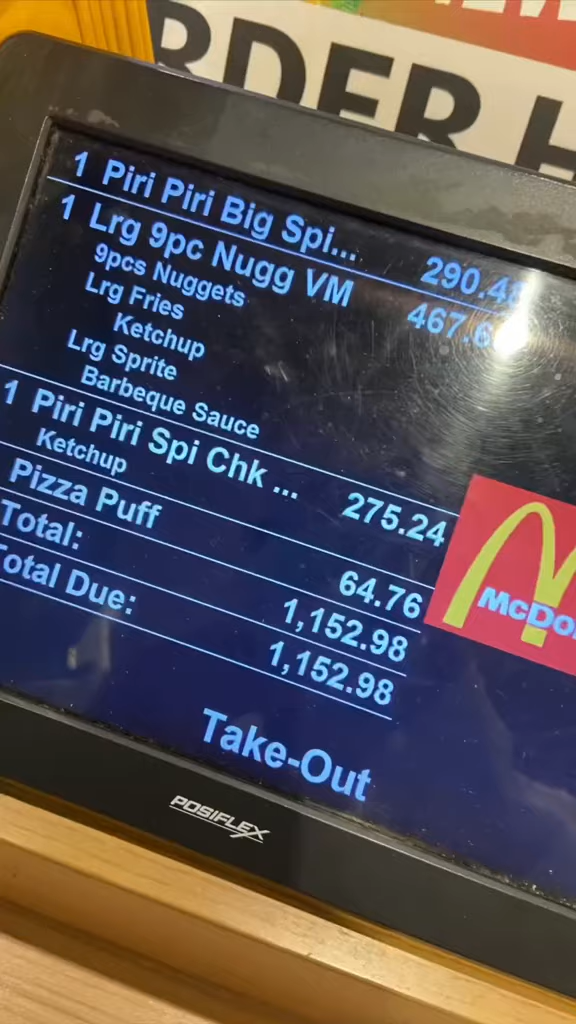 RDER H
1 Piri Piri Big Spi... 290.48
1 Lrg 9pc Nugg VM 467.6
9pcs Nuggets
Lrg Fries
Ketchup
Lrg Sprite
Barbeque Sauce
1 Piri Piri Spi Chk ... 275.24
Ketchup
Pizza Puff 64.76
Total: 1,152.98
Total Due: 1,152.98
McDo
Take-Out
POSIFLEX